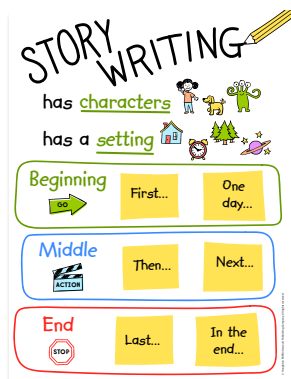 STORY
WRITING
has characters
has a setting
Beginning
GO
First...
One
day...
Middle
ACTION
Then...
Next...
End
STOP
Last...
In the
end...